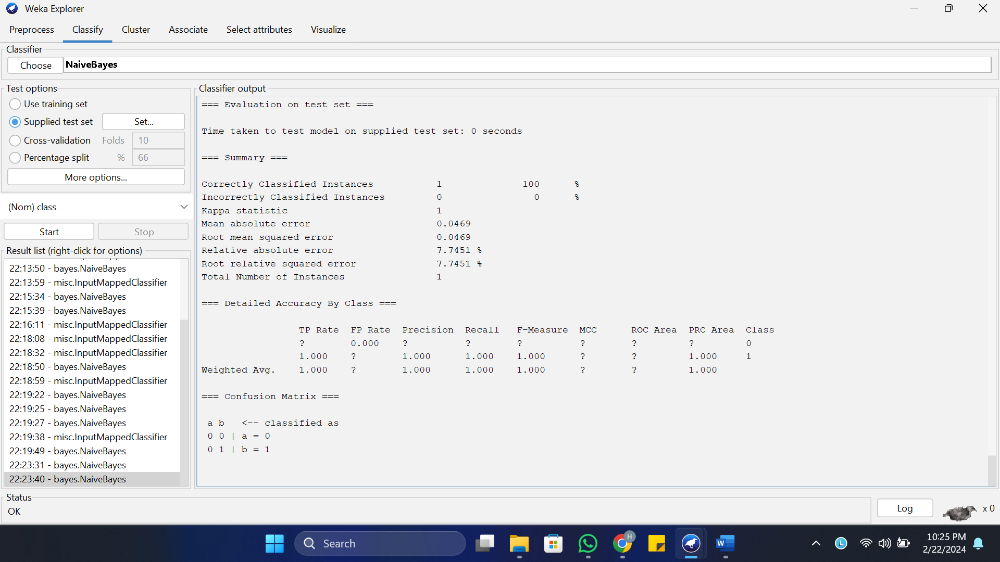 Weka Explorer
Preprocess Classify Cluster Associate Select attributes Visualize
Classifier
Choose NaiveBayes
Test options
Use training set
Supplied test set Set...
Cross-validation Folds 10
Percentage split % 66
More options...
(Nom) class
Start Stop
Result list (right-click for options)
22:13:50 - bayes.NaiveBayes
22:13:59 - misc.InputMappedClassifier
22:15:34 - bayes.NaiveBayes
22:15:39 - bayes.NaiveBayes
22:16:11 - misc.InputMappedClassifier
22:18:08 - misc.InputMappedClassifier
22:18:32 - misc.InputMappedClassifier
22:18:50 - bayes.NaiveBayes
22:18:59 - misc.InputMappedClassifier
22:19:22 - bayes.NaiveBayes
22:19:25 - bayes.NaiveBayes
22:19:27 - bayes.NaiveBayes
22:19:38 - misc.InputMappedClassifier
22:19:49 - bayes.NaiveBayes
22:23:31 - bayes.NaiveBayes
22:23:40 - bayes.NaiveBayes
Classifier output
=== Evaluation on test set ===
Time taken to test model on supplied test set: 0 seconds
=== Summary ===
Correctly Classified Instances 1 100 %
Incorrectly Classified Instances 0 0 %
Kappa statistic 1
Mean absolute error 0.0469
Root mean squared error 0.0469
Relative absolute error 7.7451 %
Root relative squared error 7.7451 %
Total Number of Instances 1
=== Detailed Accuracy By Class ===
TP Rate FP Rate Precision Recall F-Measure MCC ROC Area PRC Area Class
? 0.000 ? ? ? ? ? ? 0
1.000 ? 1.000 1.000 1.000 ? ? 1.000 1
Weighted Avg. 1.000 ? 1.000 1.000 1.000 ? ? 1.000
=== Confusion Matrix ===
a b <-- classified as
0 0 | a = 0
0 1 | b = 1
Status
OK
Log
x 0
Search
H
W
L
10:25 PM
2/22/2024